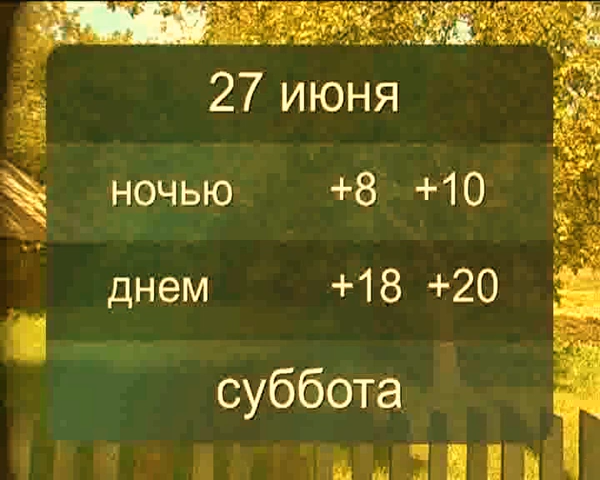 27 июня
ночью +8 +10
днем +18 +20
суббота